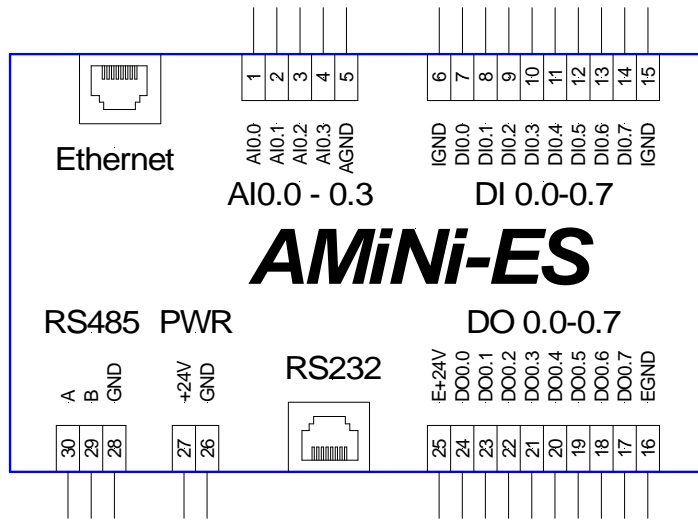 1 2 3 4 5 6 7 8 9 10 11 12 13 14 15
AI0.0 AI0.1 AI0.2 AI0.3 AGND IGND DI0.0 DI0.1 DI0.2 DI0.3 DI0.4 DI0.5 DI0.6 DI0.7 IGND
Ethernet
AI0.0 - 0.3 DI 0.0-0.7
AMiNi-ES
RS485 PWR DO 0.0-0.7
RS232
A B GND +24V GND E+24V DO0.0 DO0.1 DO0.2 DO0.3 DO0.4 DO0.5 DO0.6 DO0.7 EGND
30 29 28 27 26 25 24 23 22 21 20 19 18 17 16